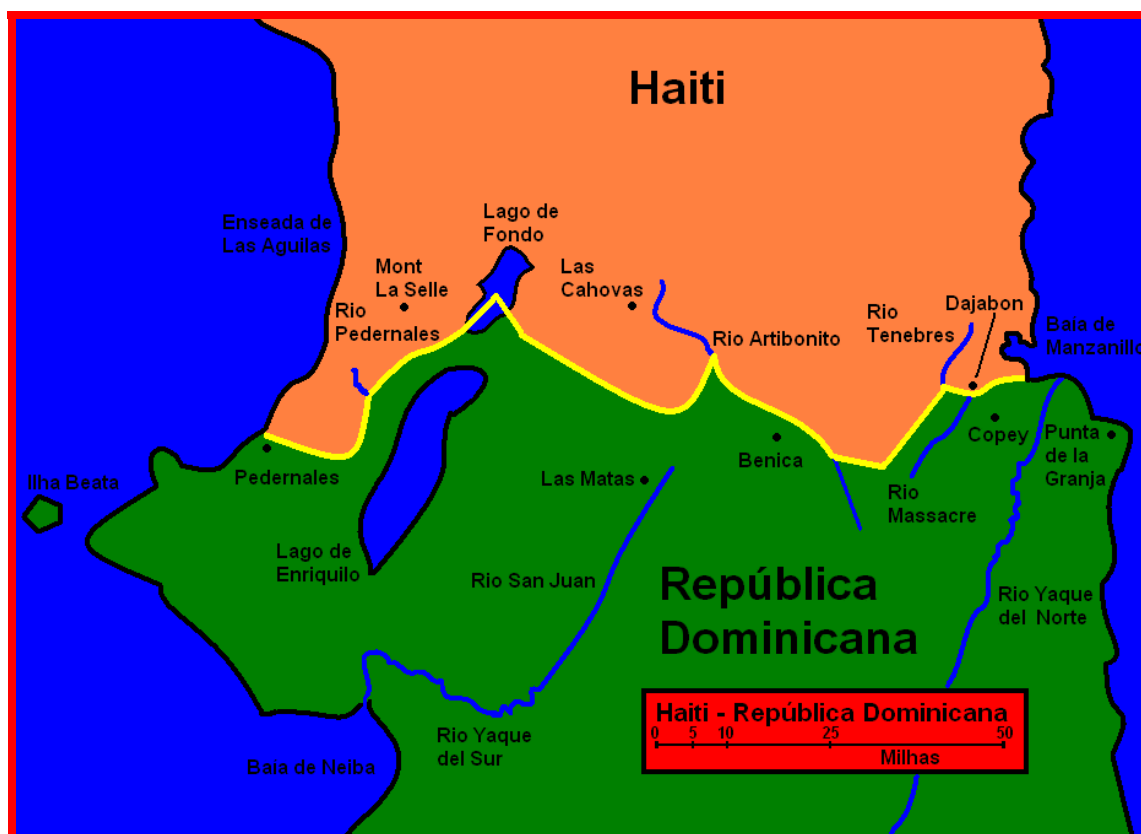 Haiti
Enseada de
Las Aguilas
Lago de
Fondo
Mont
La Selle
Las
Cahovas
Rio
Pedernales
Rio Artibonito
Rio
Tenebres
Dajabon
Baia de
Manzanillo
Pedernales
Ilha Beata
Benica
Copey
Punta
de la
Granja
Las Matas
Rio
Massacre
Lago de
Enriquilo
Rio San Juan
República
Dominicana
Rio Yaque
del Norte
Rio Yaque
del Sur
Baia de Neiba
Haiti - República Dominicana
0 5 10 25 50
Milhas